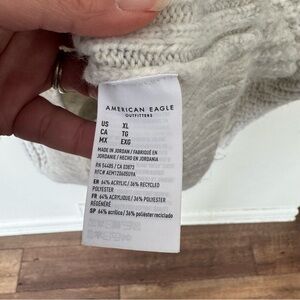 AMERICAN EAGLE
OUTFITTERS
US XL
CA TG
MX EXG
MADE IN JORDAN / FABRIQUÉ EN
JORDANIE / HECHO EN JORDANIA
RN 54485 / CA 03873
EN: 64% ACRYLIC / 36% RECYCLED
POLYESTER
FR: 64% ACRYLIQUE / 36% POLYESTER
RÉGÉNÉRÉ
SP: 64% acrílico / 36% poliéster reciclado